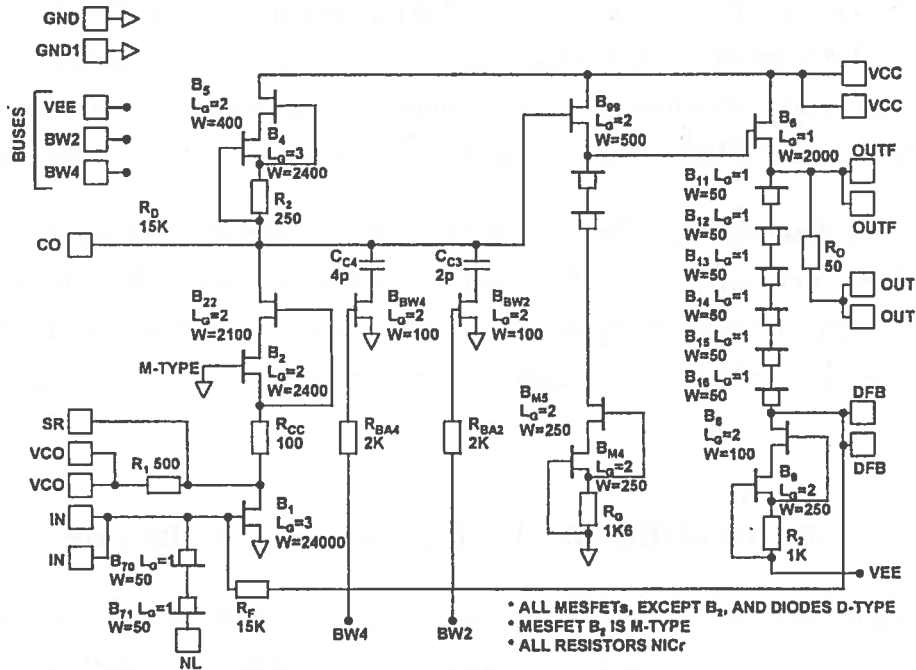 GND
GND1
BUSES
VEE
BW2
BW4
B5
LG=2
W=400
B4
LG=3
W=2400
R2
250
RD
15K
CO
B99
LG=2
W=500
VCC
VCC
B6
LG=1
W=2000
OUTF
OUTF
B11 LG=1
W=50
B12 LG=1
W=50
B13 LG=1
W=50
B14 LG=1
W=50
B15 LG=1
W=50
B16 LG=1
W=50
RO
50
OUT
OUT
CC4
4p
CC3
2p
B22
LG=2
W=2100
BBW4
LG=2
W=100
BBW2
LG=2
W=100
M-TYPE
B2
LG=2
W=2400
RCC
100
RBA4
2K
RBA2
2K
SR
VCO
VCO
R1 500
IN
IN
B1
LG=3
W=24000
B70 LG=1
W=50
B71 LG=1
W=50
NL
RF
15K
BM5
LG=2
W=250
BM4
LG=2
W=250
RG
1K6
B8
LG=2
W=100
B9
LG=2
W=250
R3
1K
DFB
DFB
VEE
BW4
BW2
* ALL MESFETs, EXCEPT B2, AND DIODES D-TYPE
* MESFET B2 IS M-TYPE
* ALL RESISTORS NICr